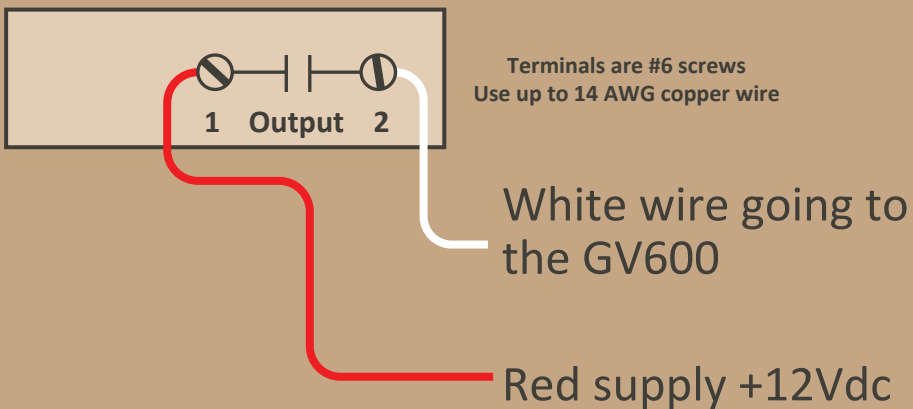 Terminals are #6 screws
Use up to 14 AWG copper wire
1 Output 2
White wire going to
the GV600
Red supply +12Vdc